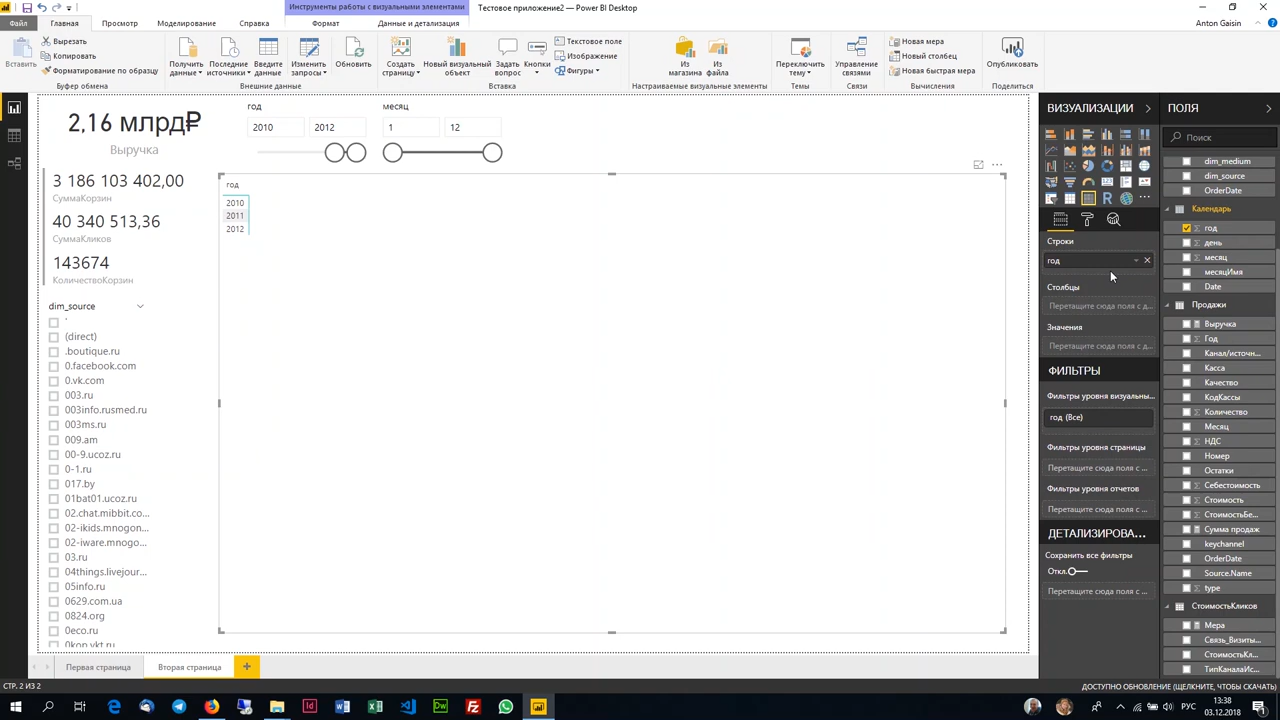 Инструменты работы с визуальными элементами
Тестовое приложение2 — Power BI Desktop
Файл
Главная
Просмотр
Моделирование
Справка
Формат
Данные и детализация
Anton Gaisin
Вставить
Вырезать
Копировать
Форматирование по образцу
Буфер обмена
Получить данные
Последние источники
Введите данные
Изменить запросы
Обновить
Внешние данные
Создать страницу
Новый визуальный объект
Задать вопрос
Кнопки
Текстовое поле
Изображение
Фигуры
Вставка
Из магазина
Из файла
Настраиваемые визуальные элементы
Переключить тему
Темы
Управление связями
Связи
Новая мера
Новый столбец
Новая быстрая мера
Вычисления
Опубликовать
Поделиться
2,16 млрд₽
Выручка
3 186 103 402,00
СуммаКорзин
40 340 513,36
СуммаКликов
143674
КоличествоКорзин
год
2010
2012
месяц
1
12
год
2010
2011
2012
dim_source
(direct)
.boutique.ru
0.facebook.com
0.vk.com
003.ru
003info.rusmed.ru
003ms.ru
009.am
00-9.ucoz.ru
0-1.ru
017.by
01bat01.ucoz.ru
02.chat.mibbit.co...
02-ikids.mnogon...
02-iware.mnogo...
03.ru
04things.livejour...
05info.ru
0629.com.ua
0824.org
0eco.ru
0kop.ykt.ru
ВИЗУАЛИЗАЦИИ
R
Строки
год
Столбцы
Перетащите сюда поля с д...
Значения
Перетащите сюда поля с д...
ФИЛЬТРЫ
Фильтры уровня визуальны...
год (Все)
Фильтры уровня страницы
Перетащите сюда поля с ...
Фильтры уровня отчетов
Перетащите сюда поля с ...
ДЕТАЛИЗИРОВА...
Сохранить все фильтры
Откл.
Перетащите сюда поля с ...
ПОЛЯ
Поиск
dim_medium
dim_source
OrderDate
Календарь
год
день
месяц
месяцИмя
Date
Продажи
Выручка
Год
Канал/источн...
Касса
Качество
КодКассы
Количество
Месяц
НДС
Номер
Остатки
Себестоимость
Стоимость
СтоимостьБе...
Сумма продаж
keychannel
OrderDate
Source.Name
type
СтоимостьКликов
Мера
Связь_Визиты...
СтоимостьКл...
ТипКаналаИс...
Первая страница
Вторая страница
+
СТР. 2 ИЗ 2
ДОСТУПНО ОБНОВЛЕНИЕ (ЩЕЛКНИТЕ, ЧТОБЫ СКАЧАТЬ)
РУС
13:38
03.12.2018